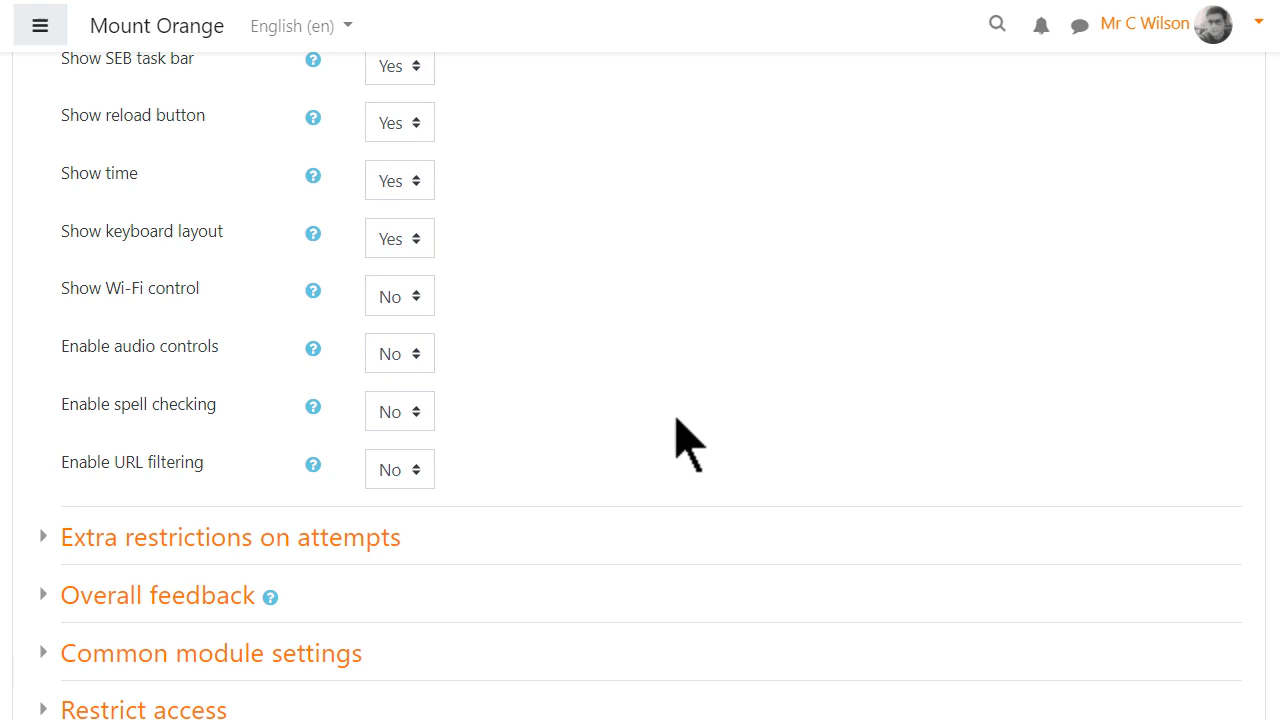 Mount Orange English (en) Mr C Wilson
Show SEB task bar Yes
Show reload button Yes
Show time Yes
Show keyboard layout Yes
Show Wi-Fi control No
Enable audio controls No
Enable spell checking No
Enable URL filtering No
Extra restrictions on attempts
Overall feedback
Common module settings
Restrict access